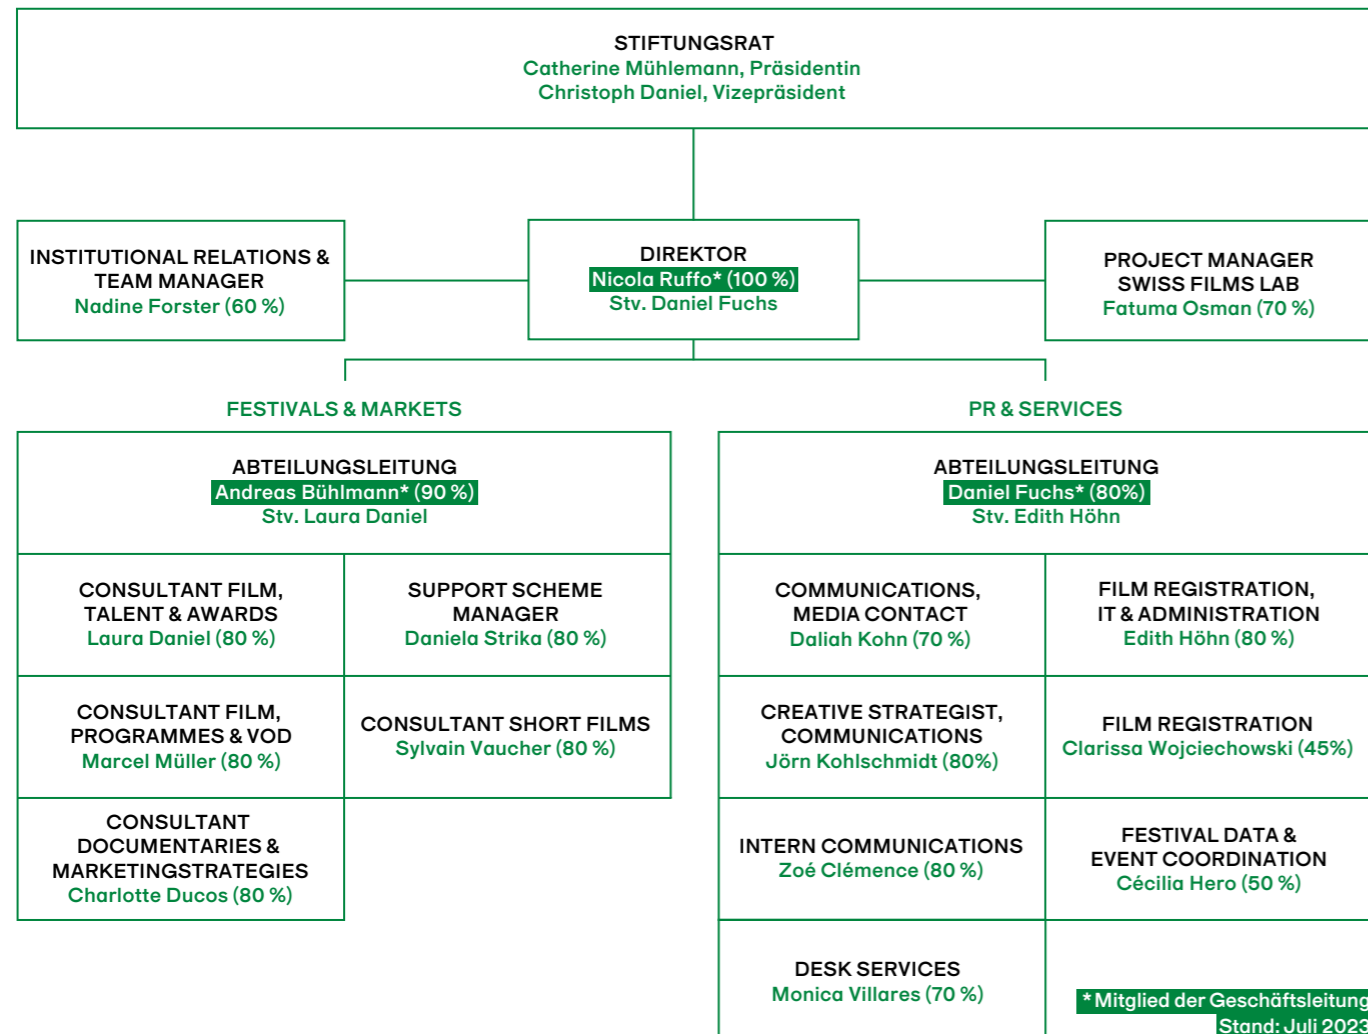 STIFTUNGSRAT
Catherine Mühlemann, Präsidentin
Christoph Daniel, Vizepräsident
INSTITUTIONAL RELATIONS &
TEAM MANAGER
Nadine Forster (60 %)
DIREKTOR
Nicola Ruffo* (100 %)
Stv. Daniel Fuchs
PROJECT MANAGER
SWISS FILMS LAB
Fatuma Osman (70 %)
FESTIVALS & MARKETS
ABTEILUNGSLEITUNG
Andreas Bühlmann* (90 %)
Stv. Laura Daniel
CONSULTANT FILM,
TALENT & AWARDS
Laura Daniel (80 %)
SUPPORT SCHEME
MANAGER
Daniela Strika (80 %)
CONSULTANT FILM,
PROGRAMMES & VOD
Marcel Müller (80 %)
CONSULTANT SHORT FILMS
Sylvain Vaucher (80 %)
CONSULTANT
DOCUMENTARIES &
MARKETINGSTRATEGIES
Charlotte Ducos (80 %)
PR & SERVICES
ABTEILUNGSLEITUNG
Daniel Fuchs* (80%)
Stv. Edith Höhn
COMMUNICATIONS,
MEDIA CONTACT
Daliah Kohn (70 %)
FILM REGISTRATION,
IT & ADMINISTRATION
Edith Höhn (80 %)
CREATIVE STRATEGIST,
COMMUNICATIONS
Jörn Kohlschmidt (80%)
FILM REGISTRATION
Clarissa Wojciechowski (45%)
INTERN COMMUNICATIONS
Zoé Clémence (80 %)
FESTIVAL DATA &
EVENT COORDINATION
Cécilia Hero (50 %)
DESK SERVICES
Monica Villares (70 %)
* Mitglied der Geschäftsleitung
Stand: Juli 2023